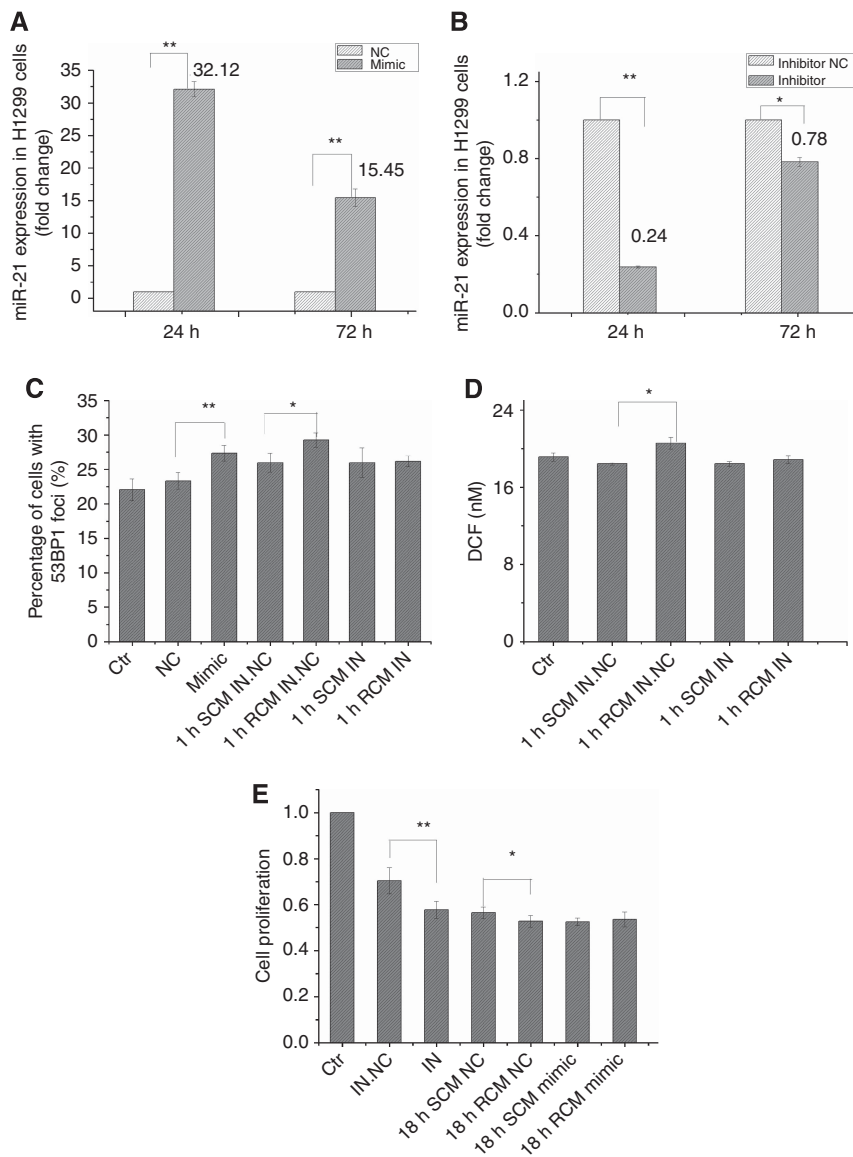 A
miR-21 expression in H1299 cells
(fold change)
35
30
25
20
15
10
5
0
**
32.12
**
15.45
NC
Mimic
24 h
72 h
B
miR-21 expression in H1299 cells
(fold change)
1.2
0.8
0.4
0.0
**
0.24
*
0.78
Inhibitor NC
Inhibitor
24 h
72 h
C
Percentage of cells with
53BP1 foci (%)
35
30
25
20
15
10
5
0
**
*
Ctr
NC
Mimic
1 h SCM IN.NC
1 h RCM IN.NC
1 h SCM IN
1 h RCM IN
D
DCF (nM)
24
16
8
0
*
Ctr
1 h SCM IN.NC
1 h RCM IN.NC
1 h SCM IN
1 h RCM IN
E
Cell proliferation
1.0
0.8
0.6
0.4
0.2
0.0
**
*
Ctr
IN.NC
IN
18 h SCM NC
18 h RCM NC
18 h SCM mimic
18 h RCM mimic